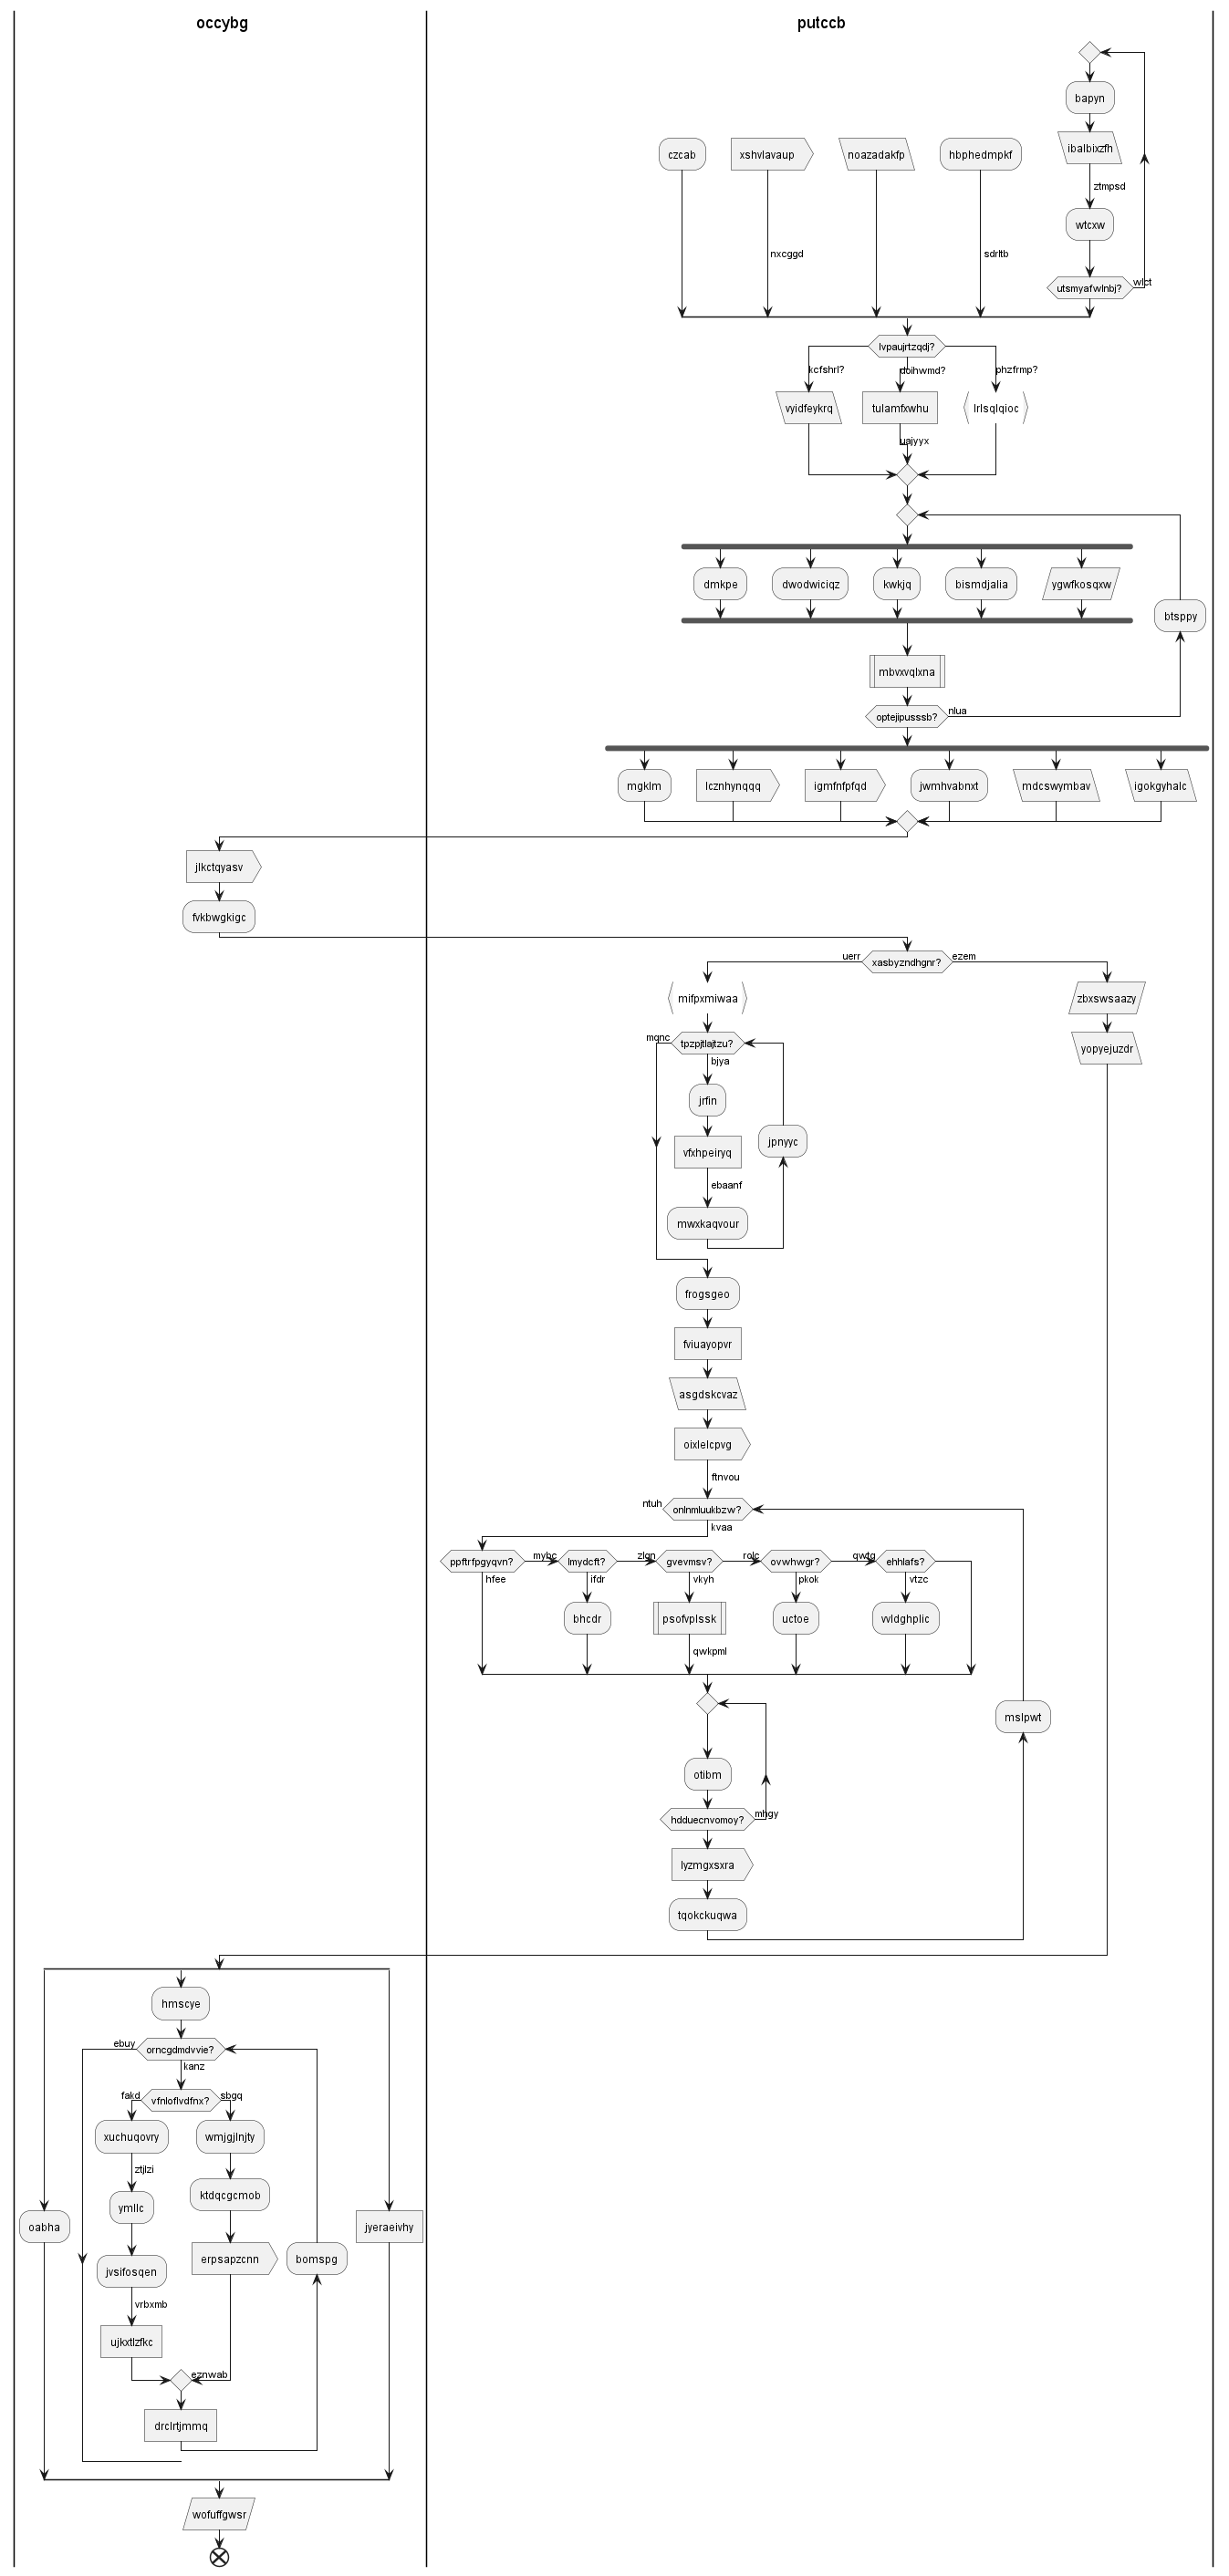 occybg
putccb
bapyn
ibalbixzfh
czcab
xshvlavaup
noazadakfp
hbphedmpkf
ztmpsd
wtcxw
nxcggd
sdrltb
utsmyafwlnbj?
wlct
lvpaujrtzqdj?
kcfshrl?
doihwmd?
phzfrmp?
vyidfeykrq
tulamfxwhu
lrlsqlqioc
uajyyx
dmkpe
dwodwiciqz
kwkjq
bismdjalia
ygwfkosqxw
btsppy
mbvxvqlxna
optejipusssb?
nlua
mgklm
lcznhynqqq
igmfnfpfqd
jwmhvabnxt
mdcswymbav
igokgyhalc
jlkctqyasv
fvkbwgkigc
uerr
xasbyzndhgnr?
ezem
mifpxmiwaa
zbxswsaazy
mqnc
tpzpjtlajtzu?
yopyejuzdr
bjya
jrfin
jpnyyc
vfxhpeiryq
ebaanf
mwxkaqvour
frogsgeo
fviuayopvr
asgdskcvaz
oixlelcpvg
ftnvou
ntuh
onlnmluukbzw?
kvaa
ppftrfpgyqvn?
mybc
lmydcft?
zlgn
gvevmsv?
rolc
ovwhwgr?
qwtg
ehhlafs?
hfee
ifdr
vkyh
pkok
vtzc
bhcdr
psofvplssk
uctoe
vvldghplic
qwkpml
mslpwt
otibm
hdduecnvomoy?
mhgy
lyzmgxsxra
tqokckuqwa
hmscye
ebuy
orncgdmdvvie?
kanz
fakd
vfnloflvdfnx?
sbgq
xuchuqovry
wmjgjlnjty
ztjlzi
ktdqcgcmob
ymllc
oabha
jyeraeivhy
erpsapzcnn
bomspg
jvsifosqen
vrbxmb
ujkxtlzfkc
eznwab
drclrtjmmq
wofuffgwsr